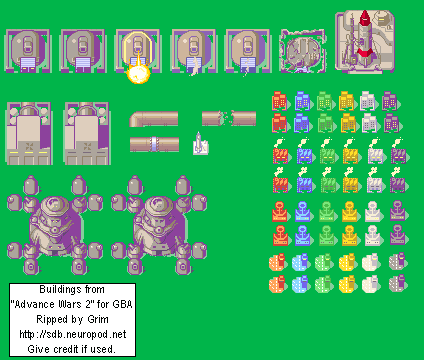 Buildings from
"Advance Wars 2" for GBA
Ripped by Grim
http://sdb.neuropod.net
Give credit if used.